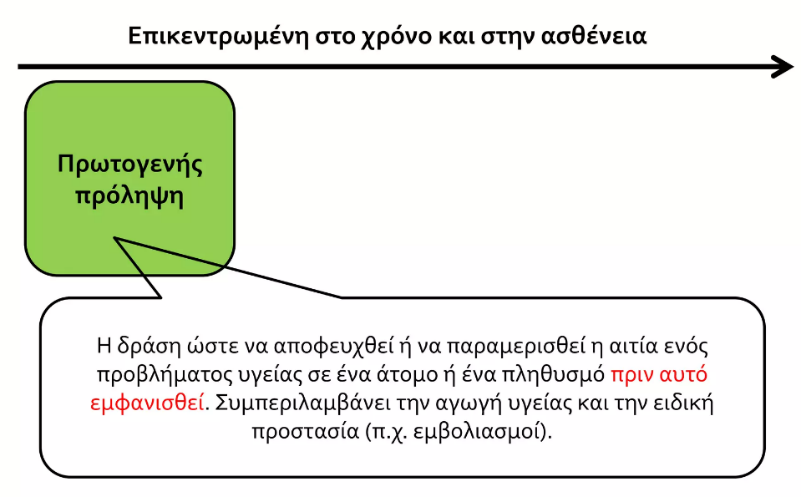 Επικεντρωμένη στο χρόνο και στην ασθένεια
Πρωτογενής
πρόληψη
Η δράση ώστε να αποφευχθεί ή να παραμερισθεί η αιτία ενός
προβλήματος υγείας σε ένα άτομο ή ένα πληθυσμό πριν αυτό
εμφανισθεί. Συμπεριλαμβάνει την αγωγή υγείας και την ειδική
προστασία (π.χ. εμβολιασμοί).